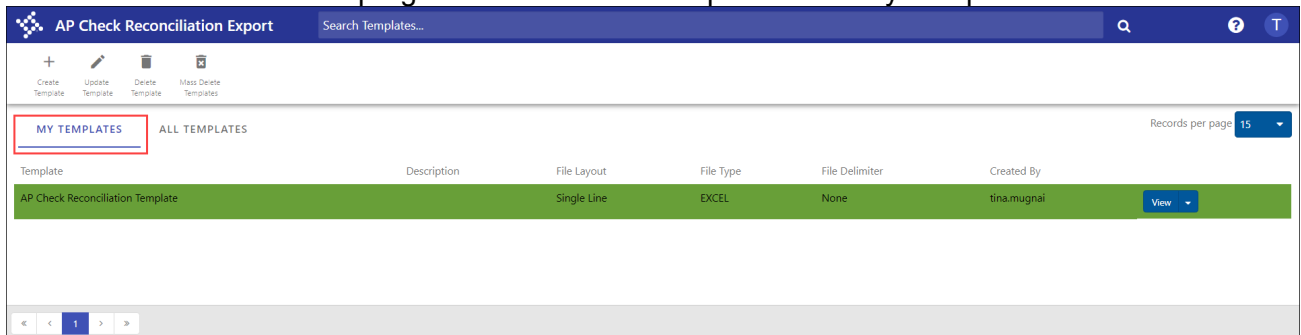 AP Check Reconciliation Export
Search Templates...
?
T
Create Template
Update Template
Delete Template
Mass Delete Templates
MY TEMPLATES
ALL TEMPLATES
Records per page 15
Template Description File Layout File Type File Delimiter Created By
AP Check Reconciliation Template Single Line EXCEL None tina.mugnai View
« < 1 > »